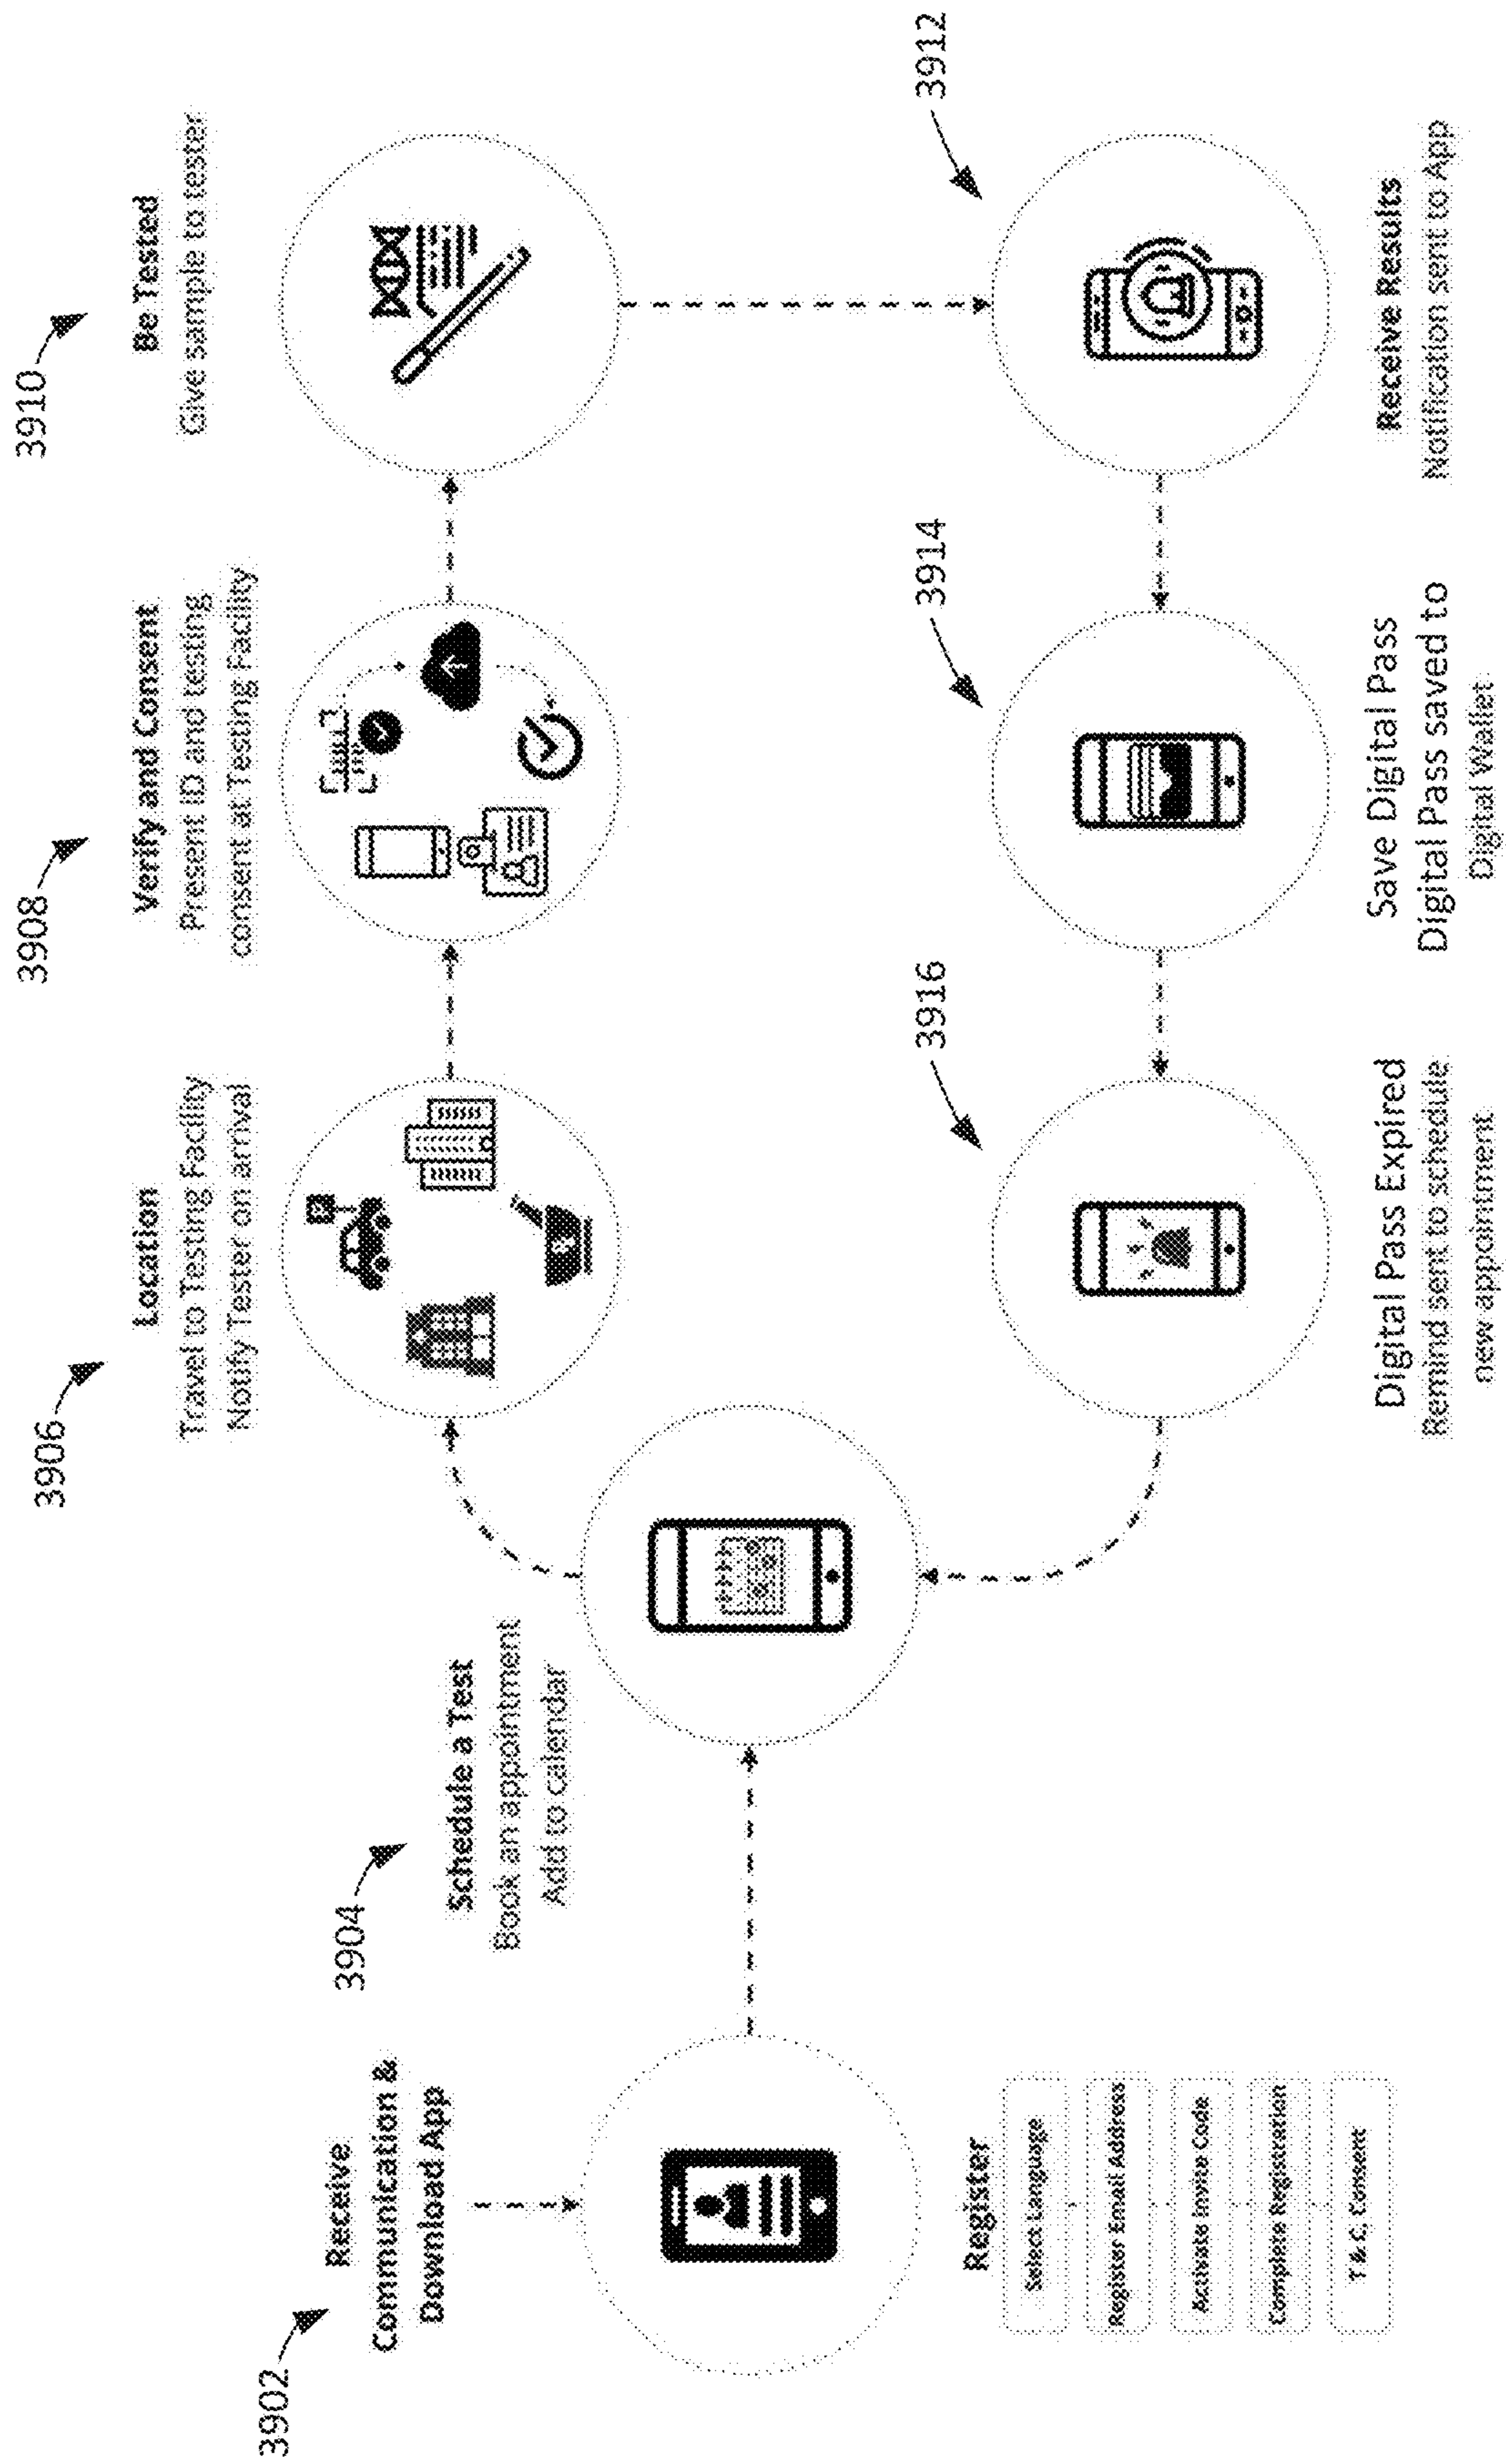 3902
Receive
Communication &
Download App
Register
Select Language
Register Email Address
Activate Invite Code
Complete Registration
T & C, Consent
3904
Schedule a Test
Book an appointment
Add to calendar
3906
Location
Travel to Testing Facility
Notify Tester on arrival
3908
Verify and Consent
Present ID and testing
consent at Testing Facility
3910
Be Tested
Give sample to tester
3912
Receive Results
Notification sent to App
3914
Save Digital Pass
Digital Pass saved to
Digital Wallet
3916
Digital Pass Expired
Remind sent to schedule
new appointment